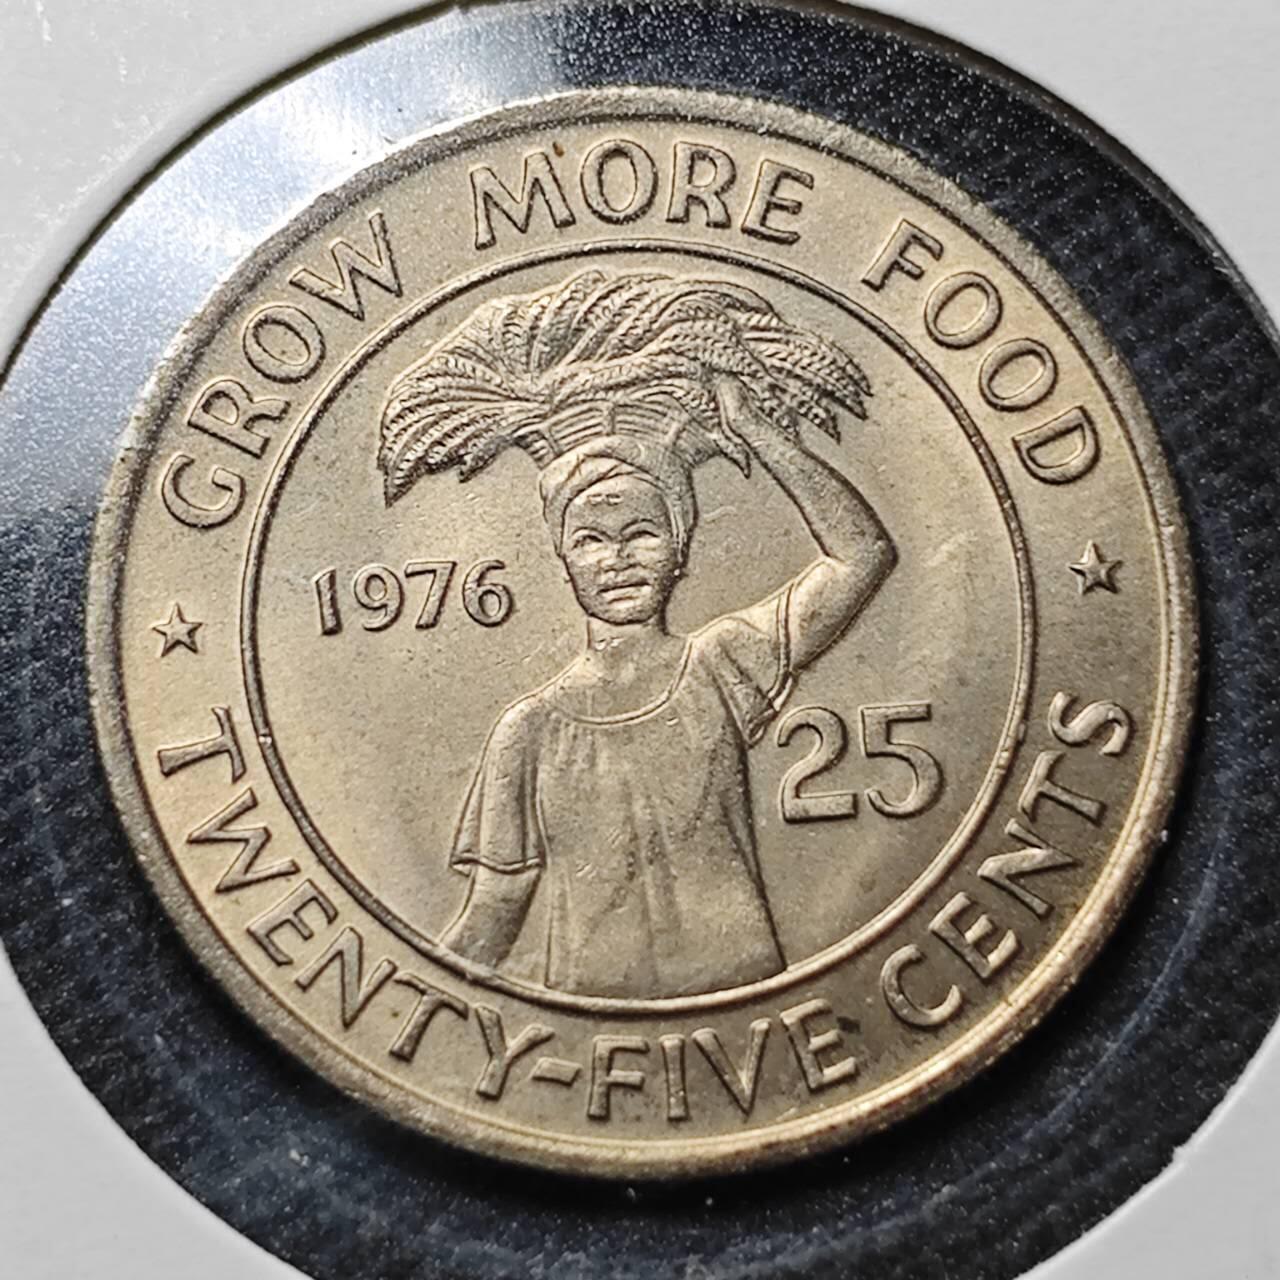 GROW MORE FOOD
1976
25
TWENTY-FIVE CENTS